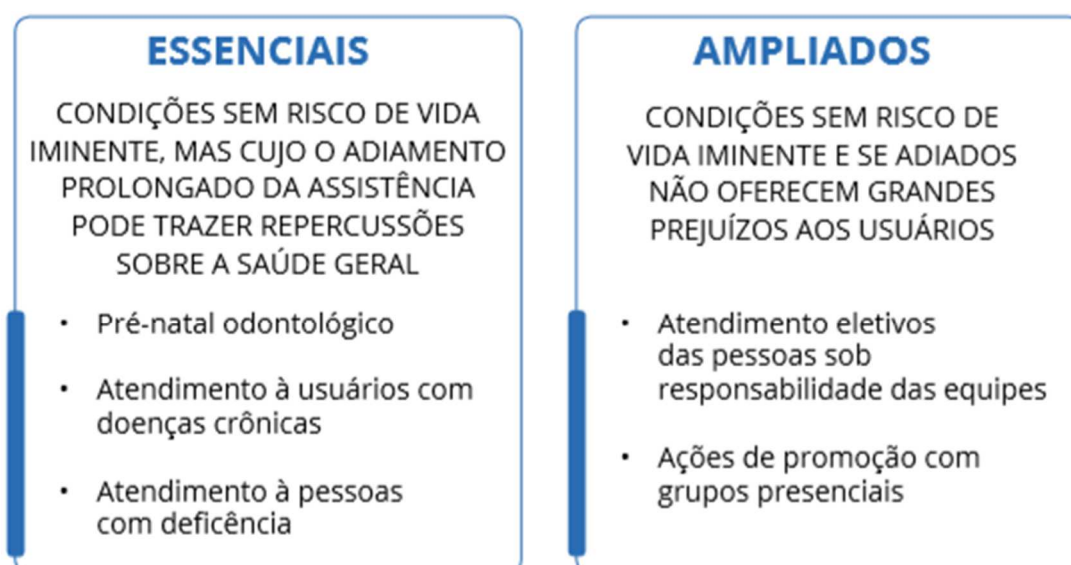 ESSENCIAIS
CONDIÇÕES SEM RISCO DE VIDA
IMINENTE, MAS CUJO O ADIAMENTO
PROLONGADO DA ASSISTÊNCIA
PODE TRAZER REPERCUSSÕES
SOBRE A SAÚDE GERAL
• Pré-natal odontológico
• Atendimento à usuários com
doenças crônicas
• Atendimento à pessoas
com deficência
AMPLIADOS
CONDIÇÕES SEM RISCO DE
VIDA IMINENTE E SE ADIADOS
NÃO OFERECEM GRANDES
PREJUÍZOS AOS USUÁRIOS
• Atendimento eletivos
das pessoas sob
responsabilidade das equipes
• Ações de promoção com
grupos presenciais